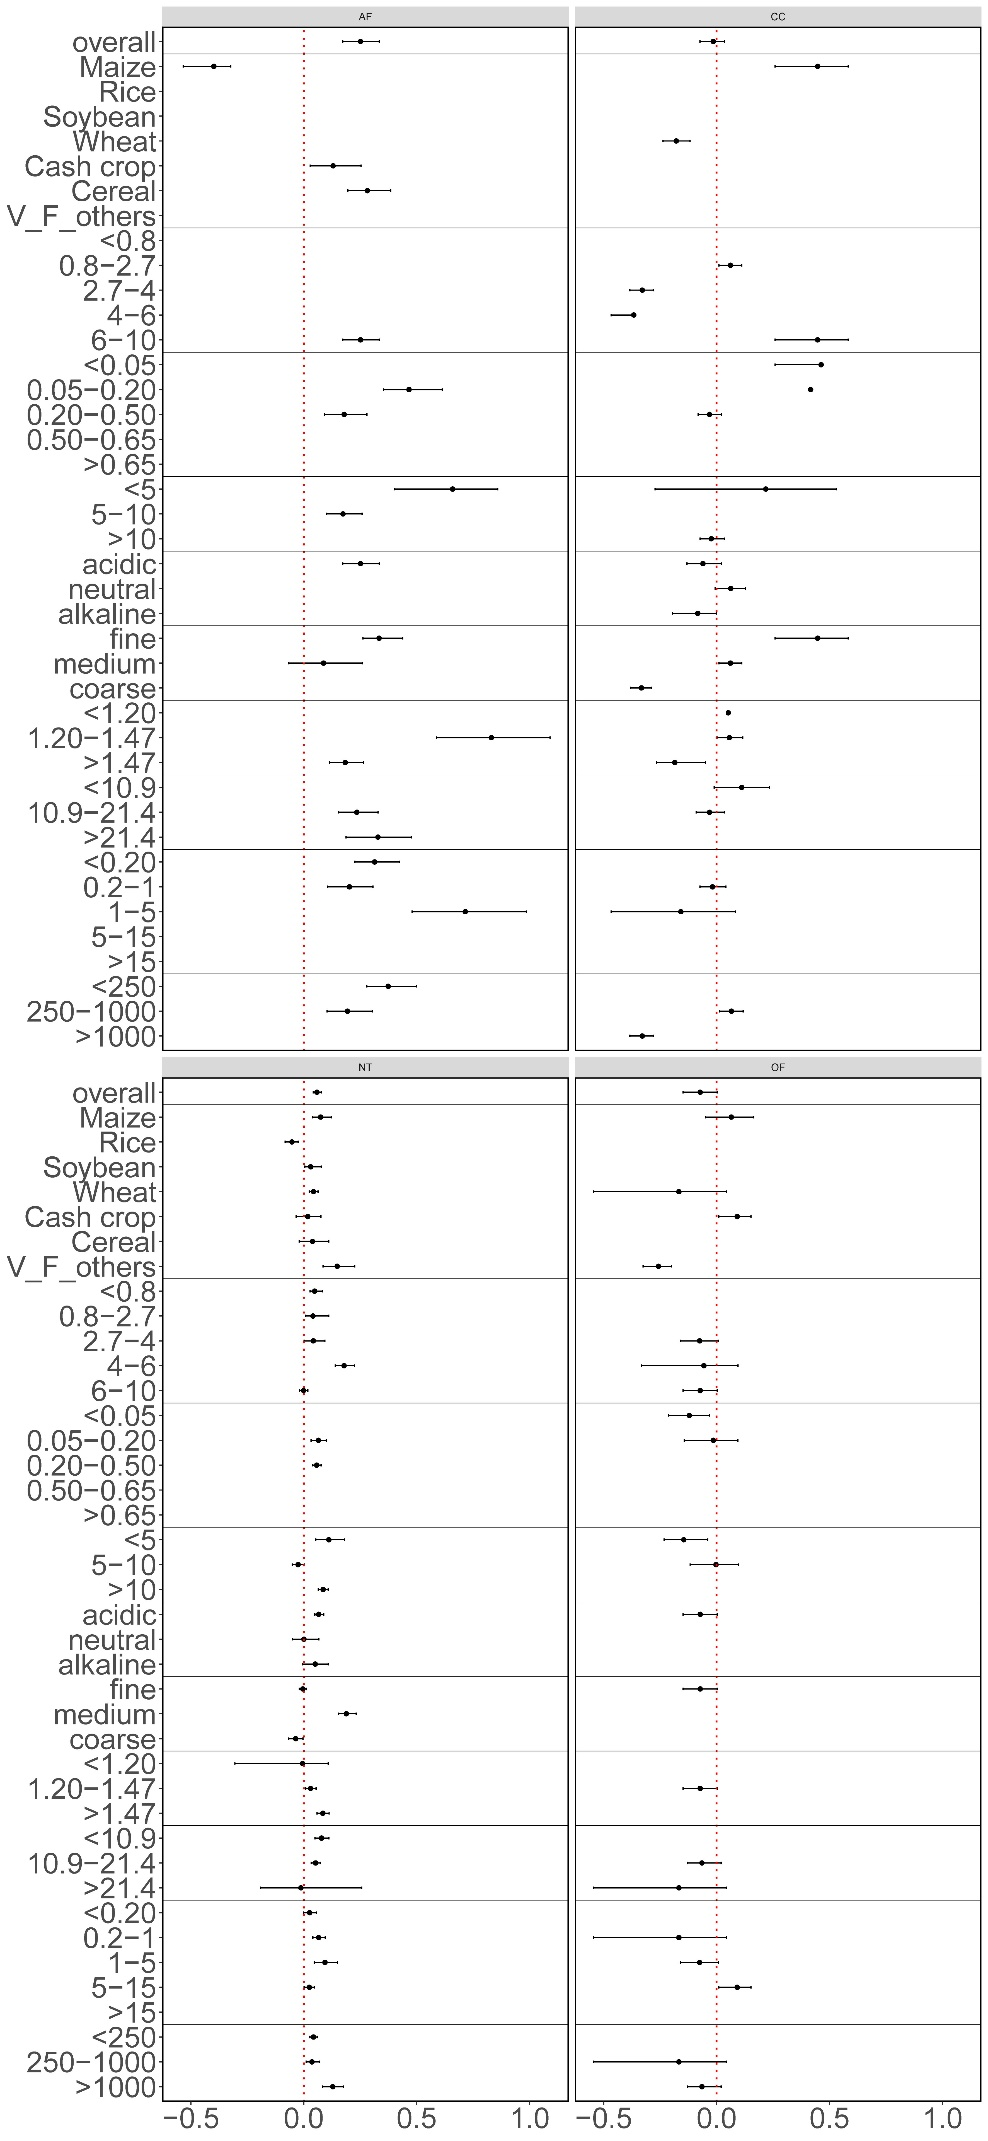 AF CC
overall
Maize
Rice
Soybean
Wheat
Cash crop
Cereal
V_F_others
<0.8
0.8−2.7
2.7−4
4−6
6−10
<0.05
0.05−0.20
0.20−0.50
0.50−0.65
>0.65
<5
5−10
>10
acidic
neutral
alkaline
fine
medium
coarse
<1.20
1.20−1.47
>1.47
<10.9
10.9−21.4
>21.4
<0.20
0.2−1
1−5
5−15
>15
<250
250−1000
>1000
NT OF
overall
Maize
Rice
Soybean
Wheat
Cash crop
Cereal
V_F_others
<0.8
0.8−2.7
2.7−4
4−6
6−10
<0.05
0.05−0.20
0.20−0.50
0.50−0.65
>0.65
<5
5−10
>10
acidic
neutral
alkaline
fine
medium
coarse
<1.20
1.20−1.47
>1.47
<10.9
10.9−21.4
>21.4
<0.20
0.2−1
1−5
5−15
>15
<250
250−1000
>1000
−0.5 0.0 0.5 1.0 −0.5 0.0 0.5 1.0